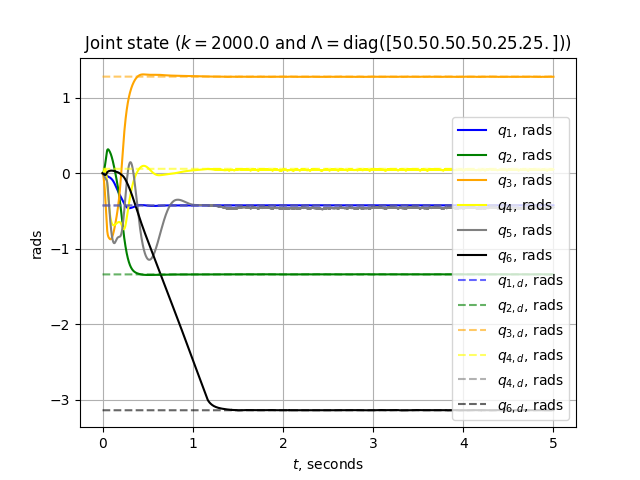 Joint state (k = 2000.0 and Λ = diag([50.50.50.50.25.25. ]))
rads
1
0
−1
−2
−3
0
1
2
3
4
5
t, seconds
q₁, rads
q₂, rads
q₃, rads
q₄, rads
q₅, rads
q₆, rads
q₁,d, rads
q₂,d, rads
q₃,d, rads
q₄,d, rads
q₄,d, rads
q₆,d, rads